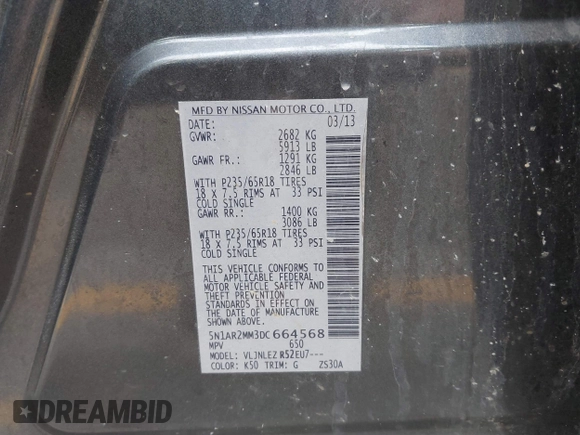 MFD BY NISSAN MOTOR CO., LTD.
DATE: 03/13
GVWR: 2682 KG
5913 LB
GAWR FR.: 1291 KG
2846 LB
WITH P235/65R18 TIRES
18 X 7.5 RIMS AT 33 PSI
COLD SINGLE
GAWR RR.: 1400 KG
3086 LB
WITH P235/65R18 TIRES
18 X 7.5 RIMS AT 33 PSI
COLD SINGLE
THIS VEHICLE CONFORMS TO
ALL APPLICABLE FEDERAL
MOTOR VEHICLE SAFETY AND
THEFT PREVENTION
STANDARDS IN EFFECT ON
THE DATE OF MANUFACTURE
SHOWN ABOVE.
5N1AR2MM3DC664568
MPV 650
MODEL: VLJNLEZ R52EU7---
COLOR: K50 TRIM: G ZS30A
DREAMBID